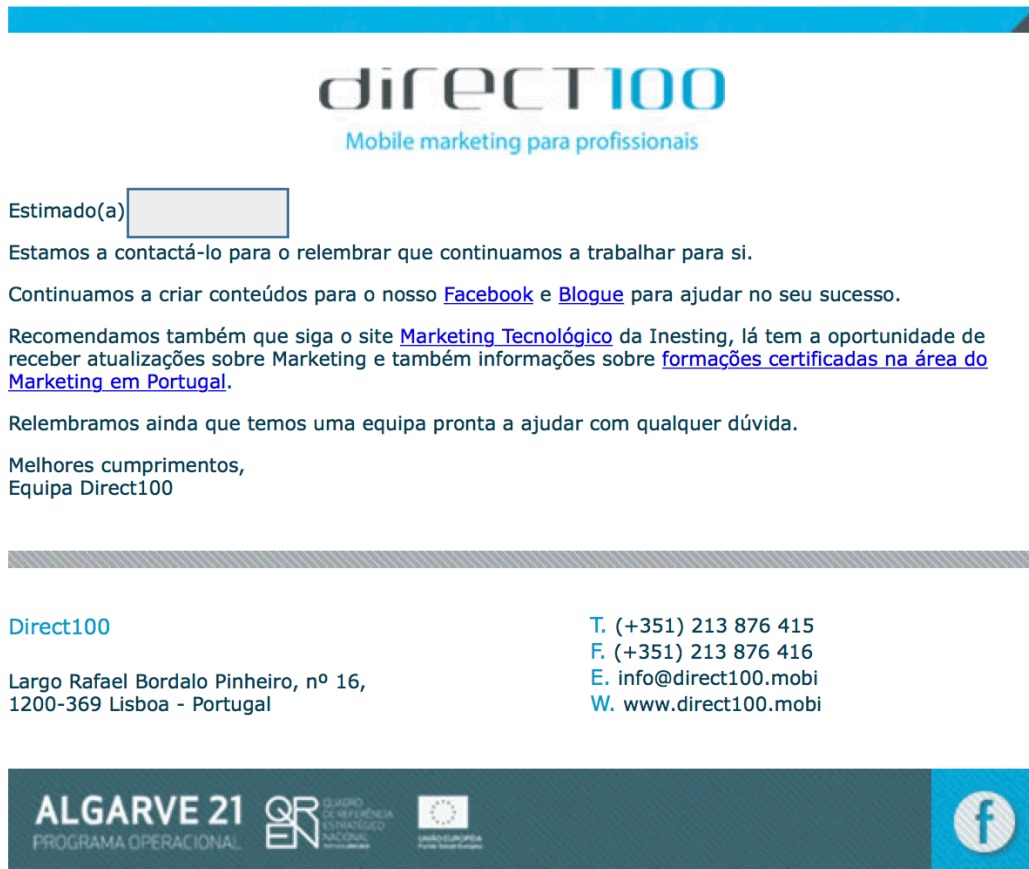 direct100
Mobile marketing para profissionais
Estimado(a)
Estamos a contactá-lo para o relembrar que continuamos a trabalhar para si.
Continuamos a criar conteúdos para o nosso Facebook e Blogue para ajudar no seu sucesso.
Recomendamos também que siga o site Marketing Tecnológico da Inesting, lá tem a oportunidade de
receber atualizações sobre Marketing e também informações sobre formações certificadas na área do
Marketing em Portugal.
Relembramos ainda que temos uma equipa pronta a ajudar com qualquer dúvida.
Melhores cumprimentos,
Equipa Direct100
Direct100
Largo Rafael Bordalo Pinheiro, nº 16,
1200-369 Lisboa - Portugal
T. (+351) 213 876 415
F. (+351) 213 876 416
E. info@direct100.mobi
W. www.direct100.mobi
ALGARVE 21
PROGRAMA OPERACIONAL
QREN
QUADRO
DE REFERÊNCIA
ESTRATÉGICO
NACIONAL
UNIÃO EUROPEIA
Fundo Social Europeu
f